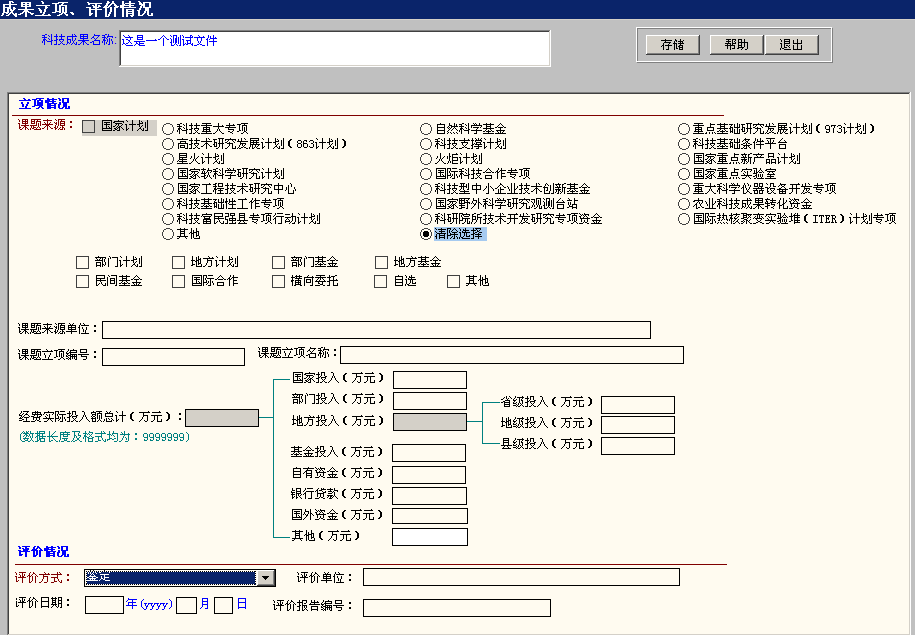 成果立项、评价情况
科技成果名称: 这是一个测试文件
存储 帮助 退出
立项情况
课题来源： 国家计划 科技重大专项 自然科学基金 重点基础研究发展计划（973计划）
高技术研究发展计划（863计划） 科技支撑计划 科技基础条件平台
星火计划 火炬计划 国家重点新产品计划
国家软科学研究计划 国际科技合作专项 国家重点实验室
国家工程技术研究中心 科技型中小企业技术创新基金 重大科学仪器设备开发专项
科技基础性工作专项 国家野外科学研究观测台站 农业科技成果转化资金
科技富民强县专项行动计划 科研院所技术开发研究专项资金 国际热核聚变实验堆（ITER）计划专项
其他 清除选择
部门计划 地方计划 部门基金 地方基金
民间基金 国际合作 横向委托 自选 其他
课题来源单位：
课题立项编号： 课题立项名称：
国家投入（万元）
部门投入（万元） 省级投入（万元）
经费实际投入额总计（万元）： 地方投入（万元） 地级投入（万元）
(数据长度及格式均为：9999999) 县级投入（万元）
基金投入（万元）
自有资金（万元）
银行贷款（万元）
国外资金（万元）
其他（万元）
评价情况
评价方式： 鉴定 评价单位：
评价日期： 年(yyyy) 月 日 评价报告编号：